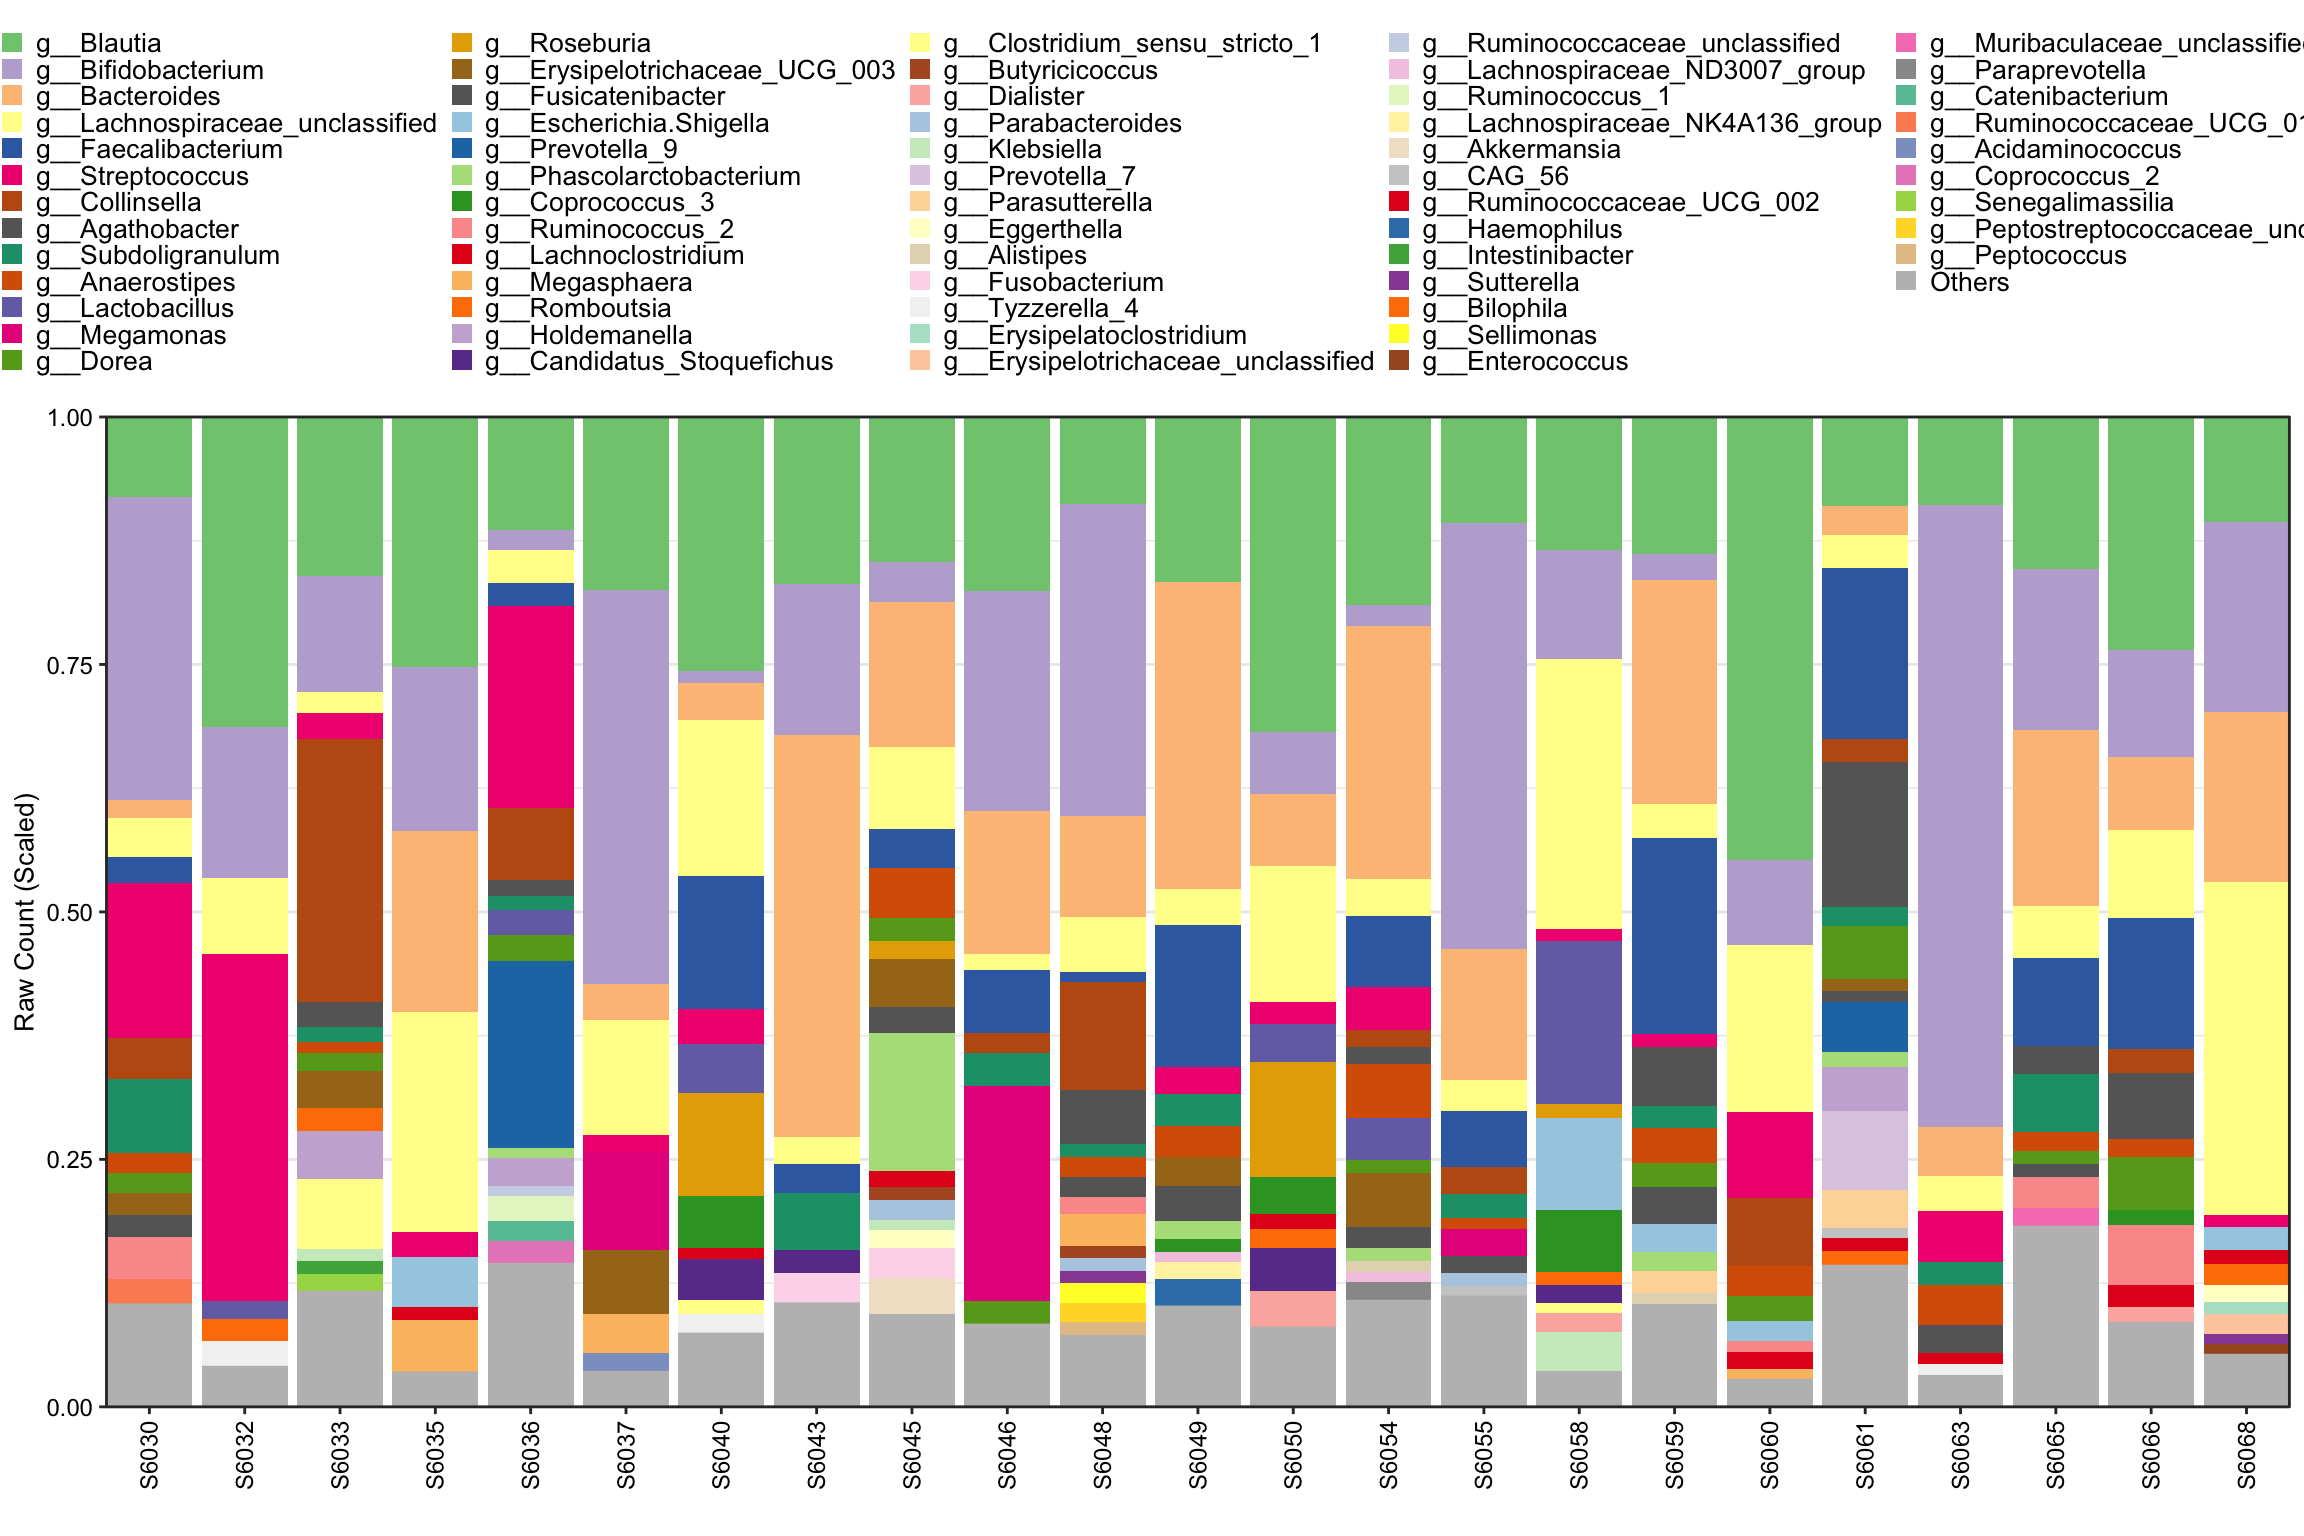 g__Blautia
g__Bifidobacterium
g__Bacteroides
g__Lachnospiraceae_unclassified
g__Faecalibacterium
g__Streptococcus
g__Collinsella
g__Agathobacter
g__Subdoligranulum
g__Anaerostipes
g__Lactobacillus
g__Megamonas
g__Dorea
g__Roseburia
g__Erysipelotrichaceae_UCG_003
g__Fusicatenibacter
g__Escherichia.Shigella
g__Prevotella_9
g__Phascolarctobacterium
g__Coprococcus_3
g__Ruminococcus_2
g__Lachnoclostridium
g__Megasphaera
g__Romboutsia
g__Holdemanella
g__Candidatus_Stoquefichus
g__Clostridium_sensu_stricto_1
g__Butyricicoccus
g__Dialister
g__Parabacteroides
g__Klebsiella
g__Prevotella_7
g__Parasutterella
g__Eggerthella
g__Alistipes
g__Fusobacterium
g__Tyzzerella_4
g__Erysipelatoclostridium
g__Erysipelotrichaceae_unclassified
g__Ruminococcaceae_unclassified
g__Lachnospiraceae_ND3007_group
g__Ruminococcus_1
g__Lachnospiraceae_NK4A136_group
g__Akkermansia
g__CAG_56
g__Ruminococcaceae_UCG_002
g__Haemophilus
g__Intestinibacter
g__Sutterella
g__Bilophila
g__Sellimonas
g__Enterococcus
g__Muribaculaceae_unclassifie
g__Paraprevotella
g__Catenibacterium
g__Ruminococcaceae_UCG_01
g__Acidaminococcus
g__Coprococcus_2
g__Senegalimassilia
g__Peptostreptococcaceae_unc
g__Peptococcus
Others
Raw Count (Scaled)
1.00
0.75
0.50
0.25
0.00
S6030
S6032
S6033
S6035
S6036
S6037
S6040
S6043
S6045
S6046
S6048
S6049
S6050
S6054
S6055
S6058
S6059
S6060
S6061
S6063
S6065
S6066
S6068